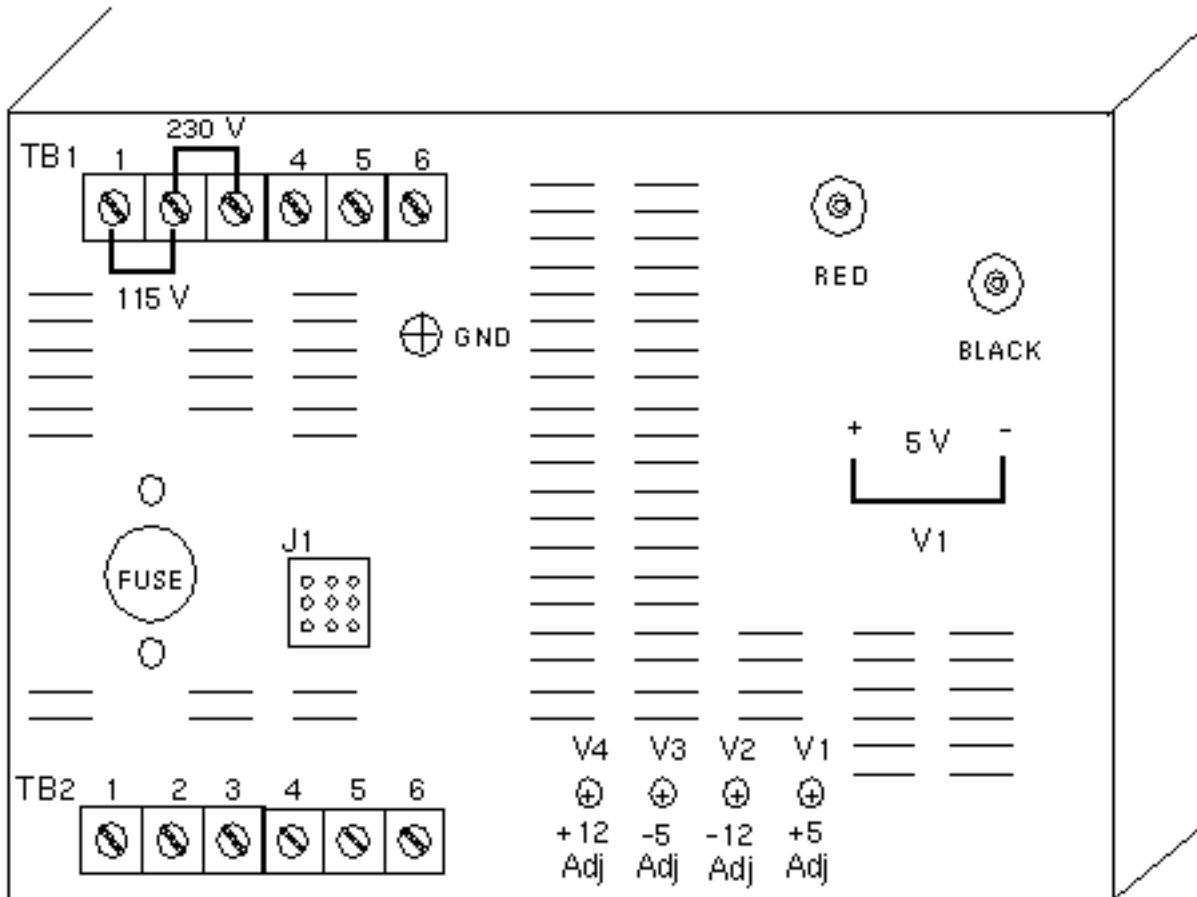 230 V
TB1 1 4 5 6
115 V
GND
RED
BLACK
+ 5 V -
V1
FUSE
J1
V4 V3 V2 V1
+12 -5 -12 +5
Adj Adj Adj Adj
TB2 1 2 3 4 5 6